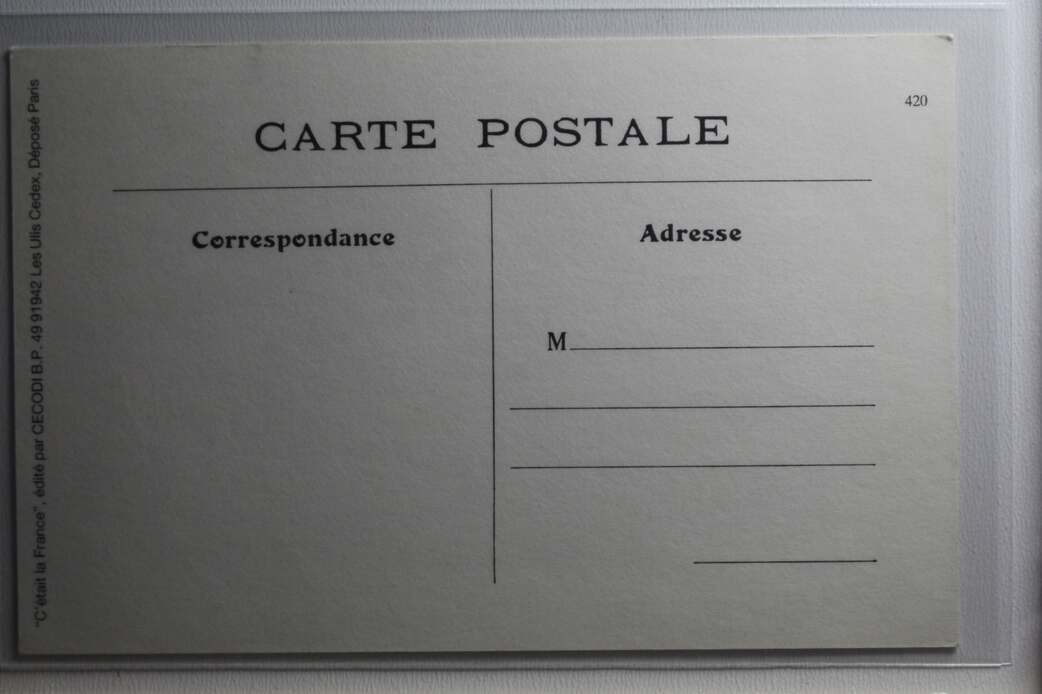 420
CARTE POSTALE
Correspondance
Adresse
M
"C'était la France", édité par CECODI B.P. 49 91942 Les Ulis Cedex, Déposé Paris